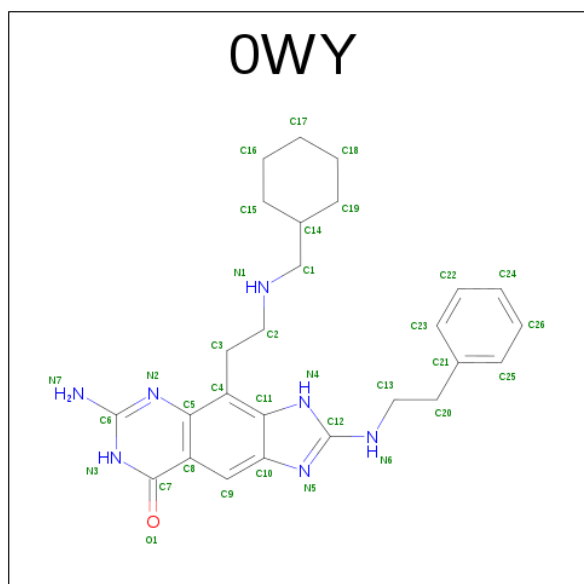 0WY
C17
C16 C18
C15 C19
C14
N1 C1
HN
C22 C24
C3 C2 C23 C26
N4 C21
N7 N2 C4 H C13 C25
H2N N C5 C11 N C12 C20
C6 N
HN C8 C10 N H N6
N3 C7 C9 N5
O
O1